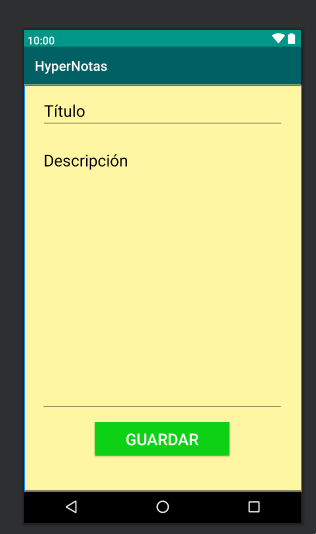 10:00
HyperNotas
Título
Descripción
GUARDAR